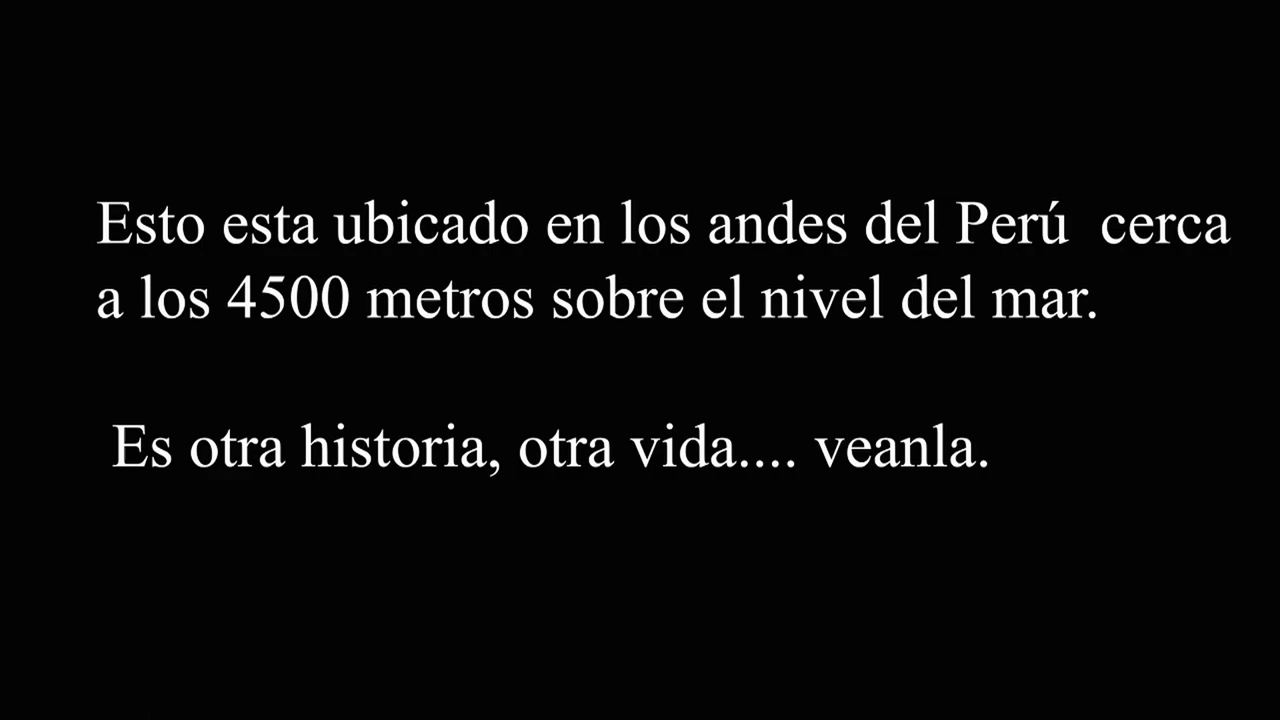 Esto esta ubicado en los andes del Perú  cerca
a los 4500 metros sobre el nivel del mar.
Es otra historia, otra vida.... veanla.